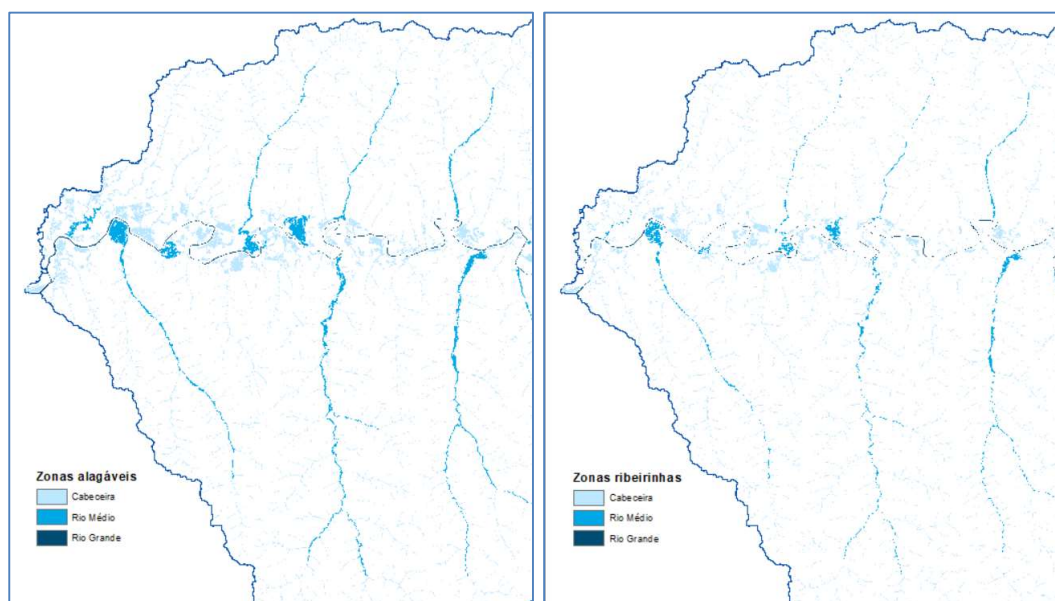 Zonas alagáveis
Cabeceira
Rio Médio
Rio Grande
Zonas ribeirinhas
Cabeceira
Rio Médio
Rio Grande